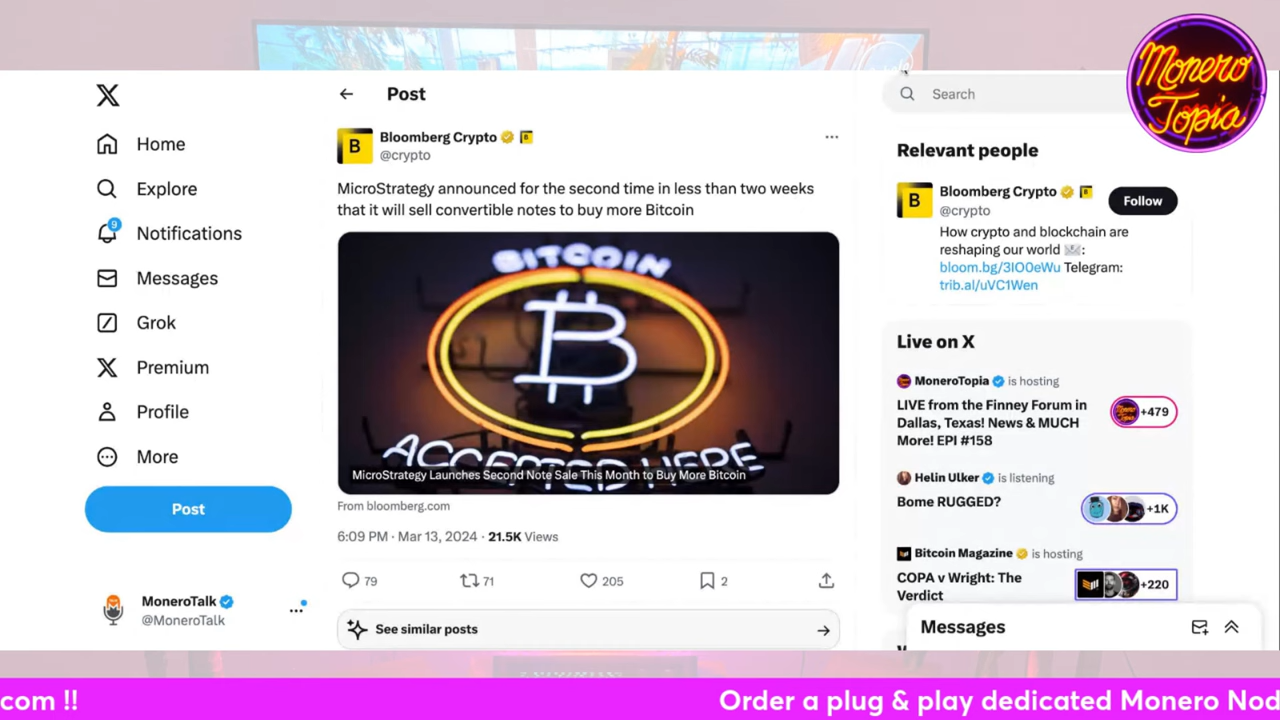 Monero
Topia
Post
Search
Home
Explore
9
Notifications
Messages
Grok
Premium
Profile
More
Post
MoneroTalk
@MoneroTalk
...
B
Bloomberg Crypto B
@crypto
...
MicroStrategy announced for the second time in less than two weeks
that it will sell convertible notes to buy more Bitcoin
BITCOIN
B
ACCEPTED HERE
MicroStrategy Launches Second Note Sale This Month to Buy More Bitcoin
From bloomberg.com
6:09 PM · Mar 13, 2024 · 21.5K Views
79 71 205 2
See similar posts
Relevant people
B
Bloomberg Crypto B
@crypto
Follow
How crypto and blockchain are
reshaping our world :
bloom.bg/3IO0eWu Telegram:
trib.al/uVC1Wen
Live on X
MoneroTopia is hosting
LIVE from the Finney Forum in
Dallas, Texas! News & MUCH
More! EPI #158
+479
Helin Ulker is listening
Bome RUGGED?
+1K
Bitcoin Magazine is hosting
COPA v Wright: The
Verdict
+220
Messages
com !! Order a plug & play dedicated Monero Nod